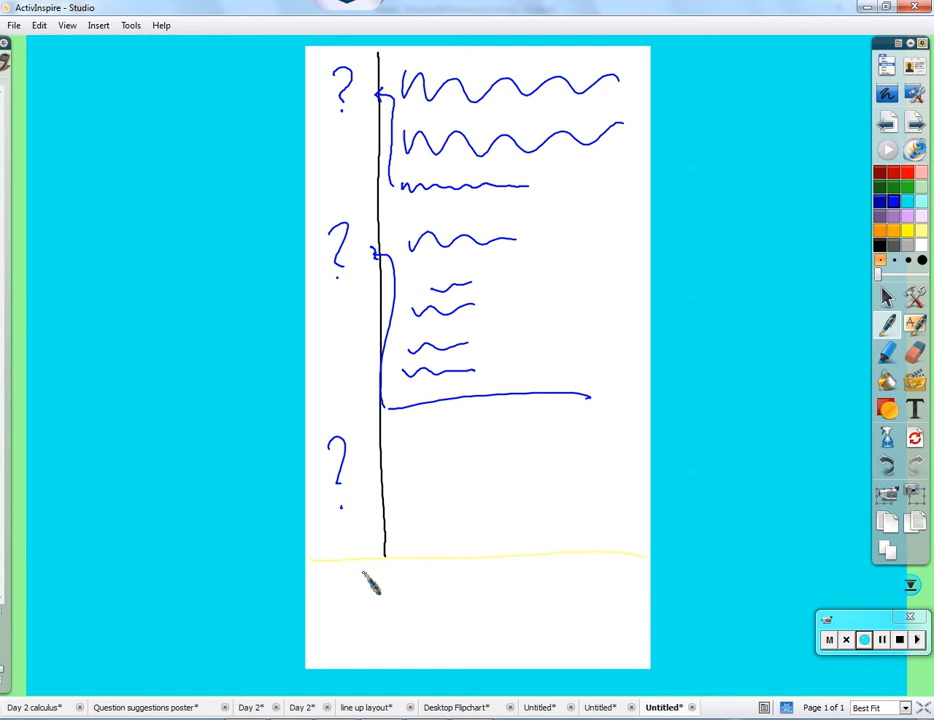 ActivInspire - Studio
File Edit View Insert Tools Help
?
?
?
T
M
Day 2 calculus* Question suggestions poster* Day 2* Day 2* line up layout* Desktop Flipchart* Untitled* Untitled* Untitled* Page 1 of 1 Best Fit